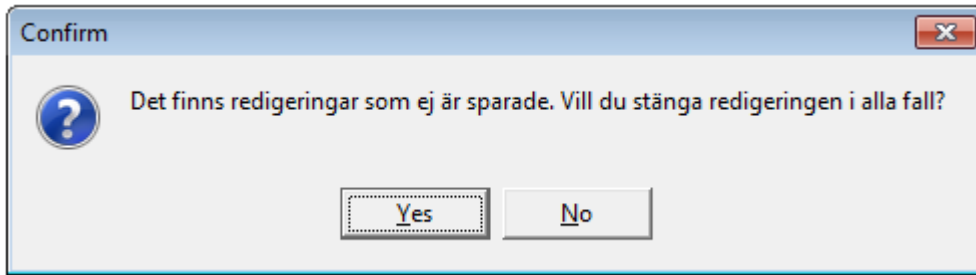 Confirm
Det finns redigeringar som ej är sparade. Vill du stänga redigeringen i alla fall?
Yes
No